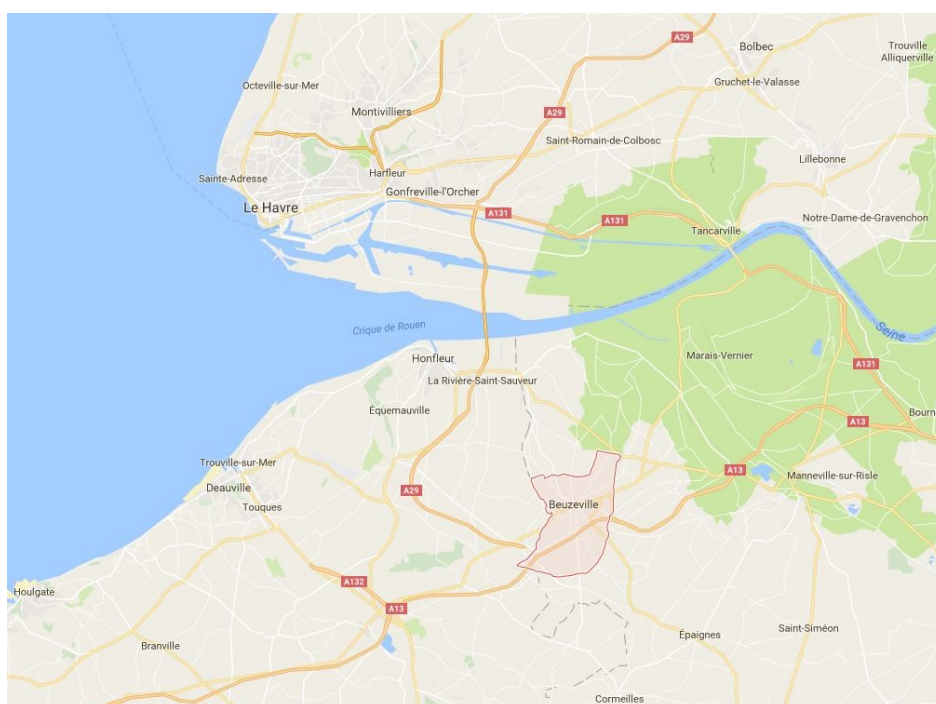 A29
Bolbec
Trouville
Alliquerville
Octeville-sur-Mer
Gruchet-le-Valasse
Montivilliers
A29
Saint-Romain-de-Colbosc
Lillebonne
Harfleur
Sainte-Adresse
Gonfreville-l'Orcher
Le Havre
A131
A131
Notre-Dame-de-Gravenchon
Tancarville
Crique de Rouen
Seine
Honfleur
Marais-Vernier
A131
La Rivière-Saint-Sauveur
Équemauville
Bourn
A13
Trouville-sur-Mer
A13
Manneville-sur-Risle
Deauville
A29
Touques
Beuzeville
A132
Houlgate
A13
Saint-Siméon
Épaignes
Branville
Cormeilles